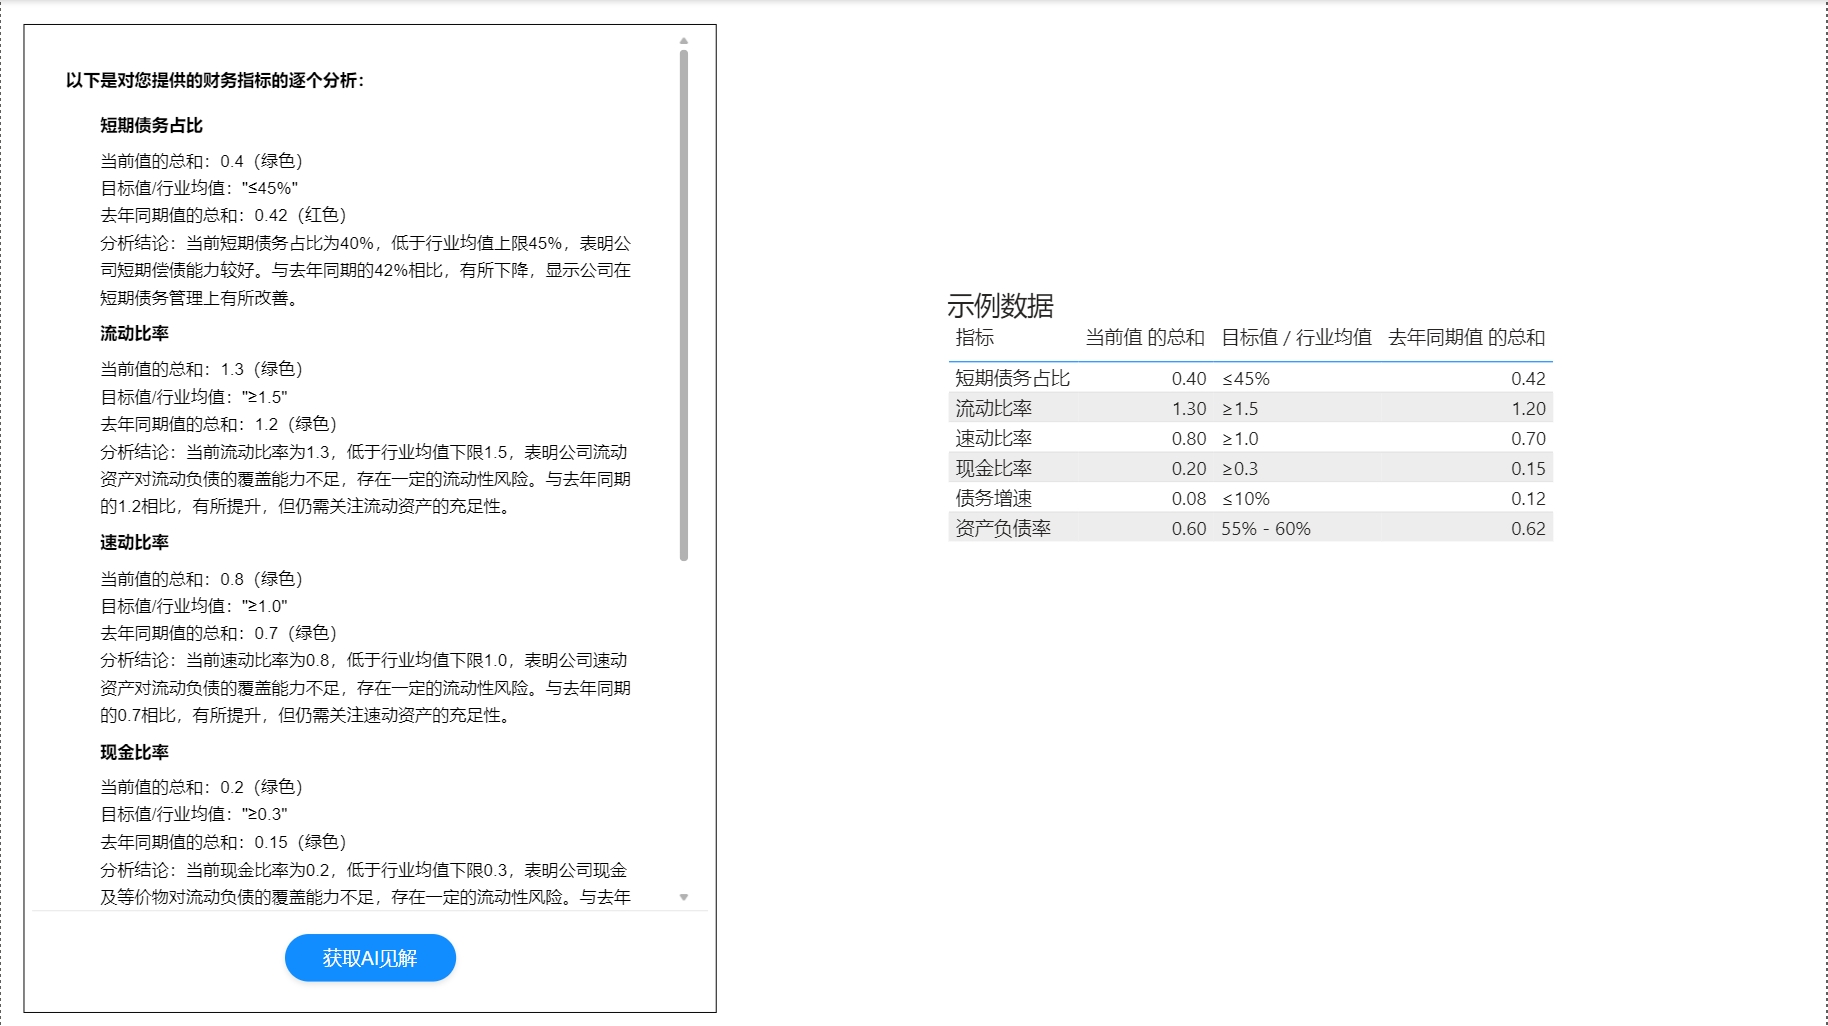 以下是对您提供的财务指标的逐个分析：
短期债务占比
当前值的总和：0.4（绿色）
目标值/行业均值："≤45%"
去年同期值的总和：0.42（红色）
分析结论：当前短期债务占比为40%，低于行业均值上限45%，表明公
司短期偿债能力较好。与去年同期的42%相比，有所下降，显示公司在
短期债务管理上有所改善。
流动比率
当前值的总和：1.3（绿色）
目标值/行业均值："≥1.5"
去年同期值的总和：1.2（绿色）
分析结论：当前流动比率为1.3，低于行业均值下限1.5，表明公司流动
资产对流动负债的覆盖能力不足，存在一定的流动性风险。与去年同期
的1.2相比，有所提升，但仍需关注流动资产的充足性。
速动比率
当前值的总和：0.8（绿色）
目标值/行业均值："≥1.0"
去年同期值的总和：0.7（绿色）
分析结论：当前速动比率为0.8，低于行业均值下限1.0，表明公司速动
资产对流动负债的覆盖能力不足，存在一定的流动性风险。与去年同期
的0.7相比，有所提升，但仍需关注速动资产的充足性。
现金比率
当前值的总和：0.2（绿色）
目标值/行业均值："≥0.3"
去年同期值的总和：0.15（绿色）
分析结论：当前现金比率为0.2，低于行业均值下限0.3，表明公司现金
及等价物对流动负债的覆盖能力不足，存在一定的流动性风险。与去年
获取AI见解
示例数据
指标 当前值 的总和 目标值 / 行业均值 去年同期值 的总和
短期债务占比 0.40 ≤45% 0.42
流动比率 1.30 ≥1.5 1.20
速动比率 0.80 ≥1.0 0.70
现金比率 0.20 ≥0.3 0.15
债务增速 0.08 ≤10% 0.12
资产负债率 0.60 55% - 60% 0.62